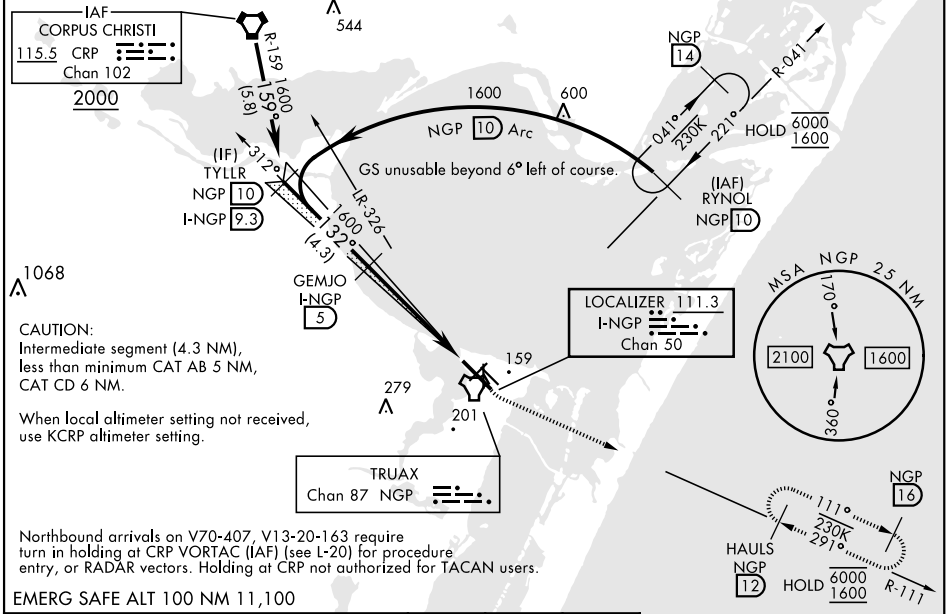 IAF
CORPUS CHRISTI
115.5 CRP
Chan 102
2000
R-159
1600
159°
(5.8)
544
1600
NGP 10 Arc
600
GS unusable beyond 6° left of course.
NGP
14
R-041
041°
230K
221°
HOLD 6000
1600
(IAF)
RYNOL
NGP 10
312°
(IF)
TYLLR
NGP 10
I-NGP 9.3
LR-326
1600
132°
(4.3)
GEMJO
I-NGP
5
1068
CAUTION:
Intermediate segment (4.3 NM),
less than minimum CAT AB 5 NM,
CAT CD 6 NM.
When local altimeter setting not received,
use KCRP altimeter setting.
LOCALIZER 111.3
I-NGP
Chan 50
159
279
201
TRUAX
Chan 87 NGP
MSA NGP 25 NM
170°
2100
1600
360°
NGP
16
111°
230K
291°
HAULS
NGP
12
HOLD 6000
1600
R-111
Northbound arrivals on V70-407, V13-20-163 require
turn in holding at CRP VORTAC (IAF) (see L-20) for procedure
entry, or RADAR vectors. Holding at CRP not authorized for TACAN users.
EMERG SAFE ALT 100 NM 11,100